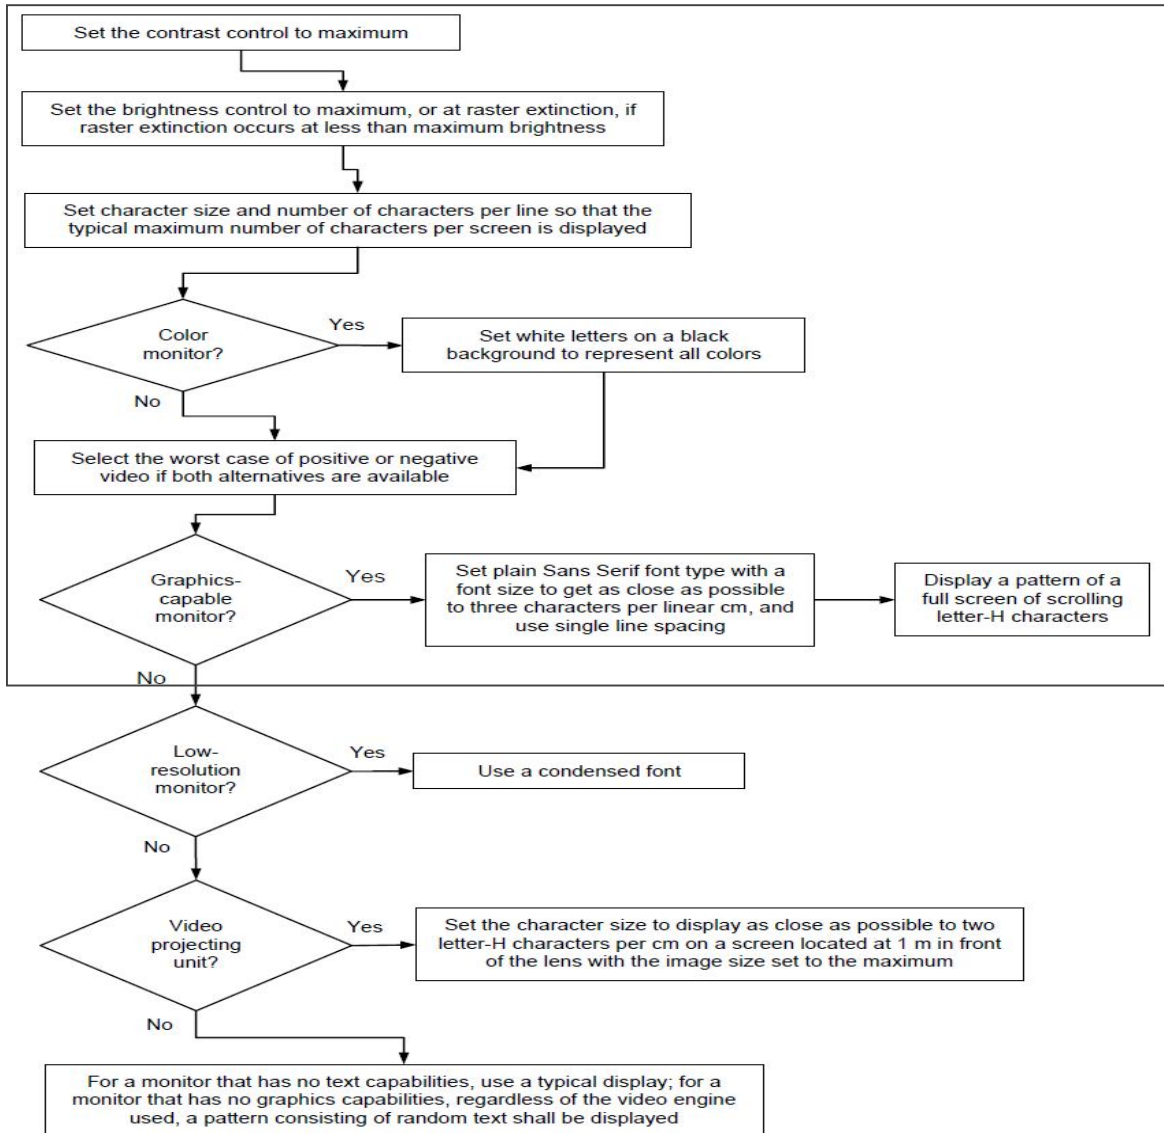 Set the contrast control to maximum
Set the brightness control to maximum, or at raster extinction, if
raster extinction occurs at less than maximum brightness
Set character size and number of characters per line so that the
typical maximum number of characters per screen is displayed
Color
monitor?
Yes
Set white letters on a black
background to represent all colors
No
Select the worst case of positive or negative
video if both alternatives are available
Graphics-
capable
monitor?
Yes
Set plain Sans Serif font type with a
font size to get as close as possible
to three characters per linear cm, and
use single line spacing
Display a pattern of a
full screen of scrolling
letter-H characters
No
Low-
resolution
monitor?
Yes
Use a condensed font
No
Video
projecting
unit?
Yes
Set the character size to display as close as possible to two
letter-H characters per cm on a screen located at 1 m in front
of the lens with the image size set to the maximum
No
For a monitor that has no text capabilities, use a typical display; for a
monitor that has no graphics capabilities, regardless of the video engine
used, a pattern consisting of random text shall be displayed